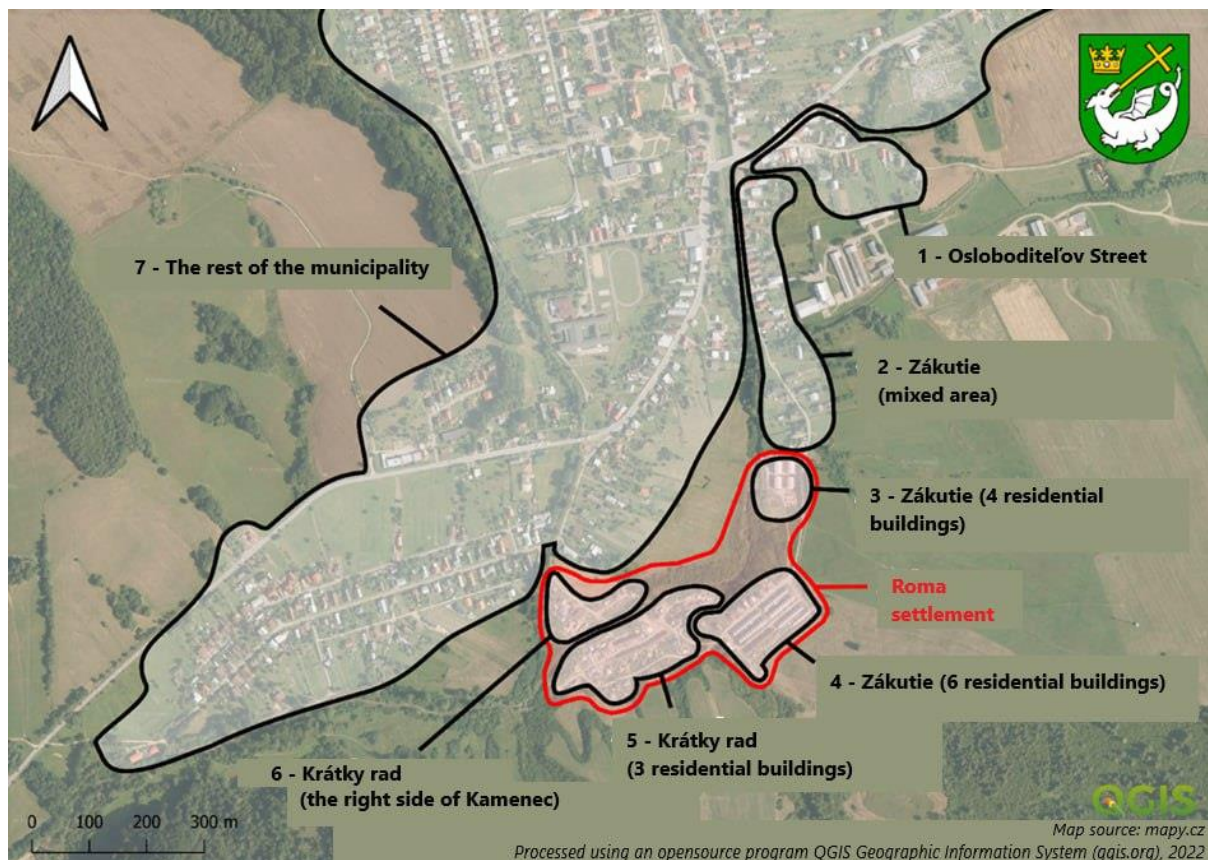 7 - The rest of the municipality
1 - Osloboditeľov Street
2 - Zákutie
(mixed area)
3 - Zákutie (4 residential
buildings)
Roma
settlement
4 - Zákutie (6 residential buildings)
5 - Krátky rad
(3 residential buildings)
6 - Krátky rad
(the right side of Kamenec)
0 100 200 300 m
QGIS
Map source: mapy.cz
Processed using an opensource program QGIS Geographic Information System (qgis.org), 2022